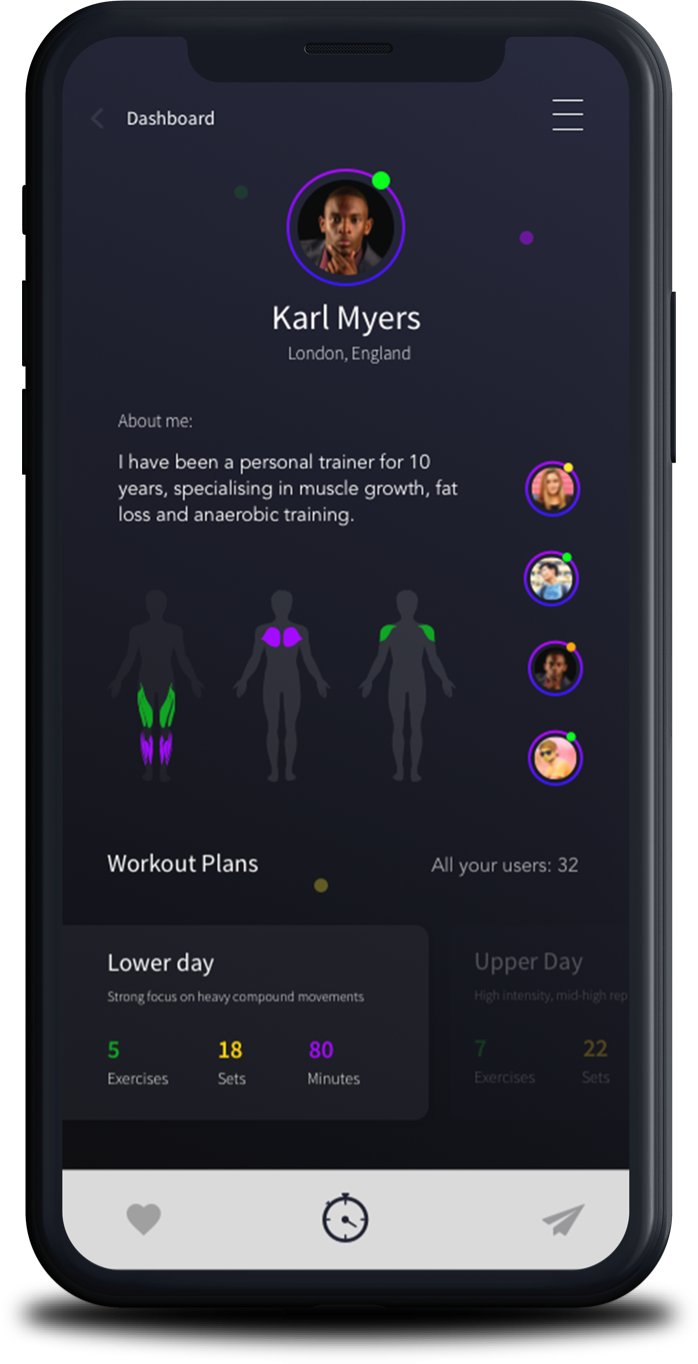 Dashboard
Karl Myers
London, England
About me:
I have been a personal trainer for 10
years, specialising in muscle growth, fat
loss and anaerobic training.
Workout Plans
All your users: 32
Lower day
Strong focus on heavy compound movements
5
18
80
Exercises
Sets
Minutes
Upper Day
High intensity, mid-high rep
7
22
Exercises
Sets